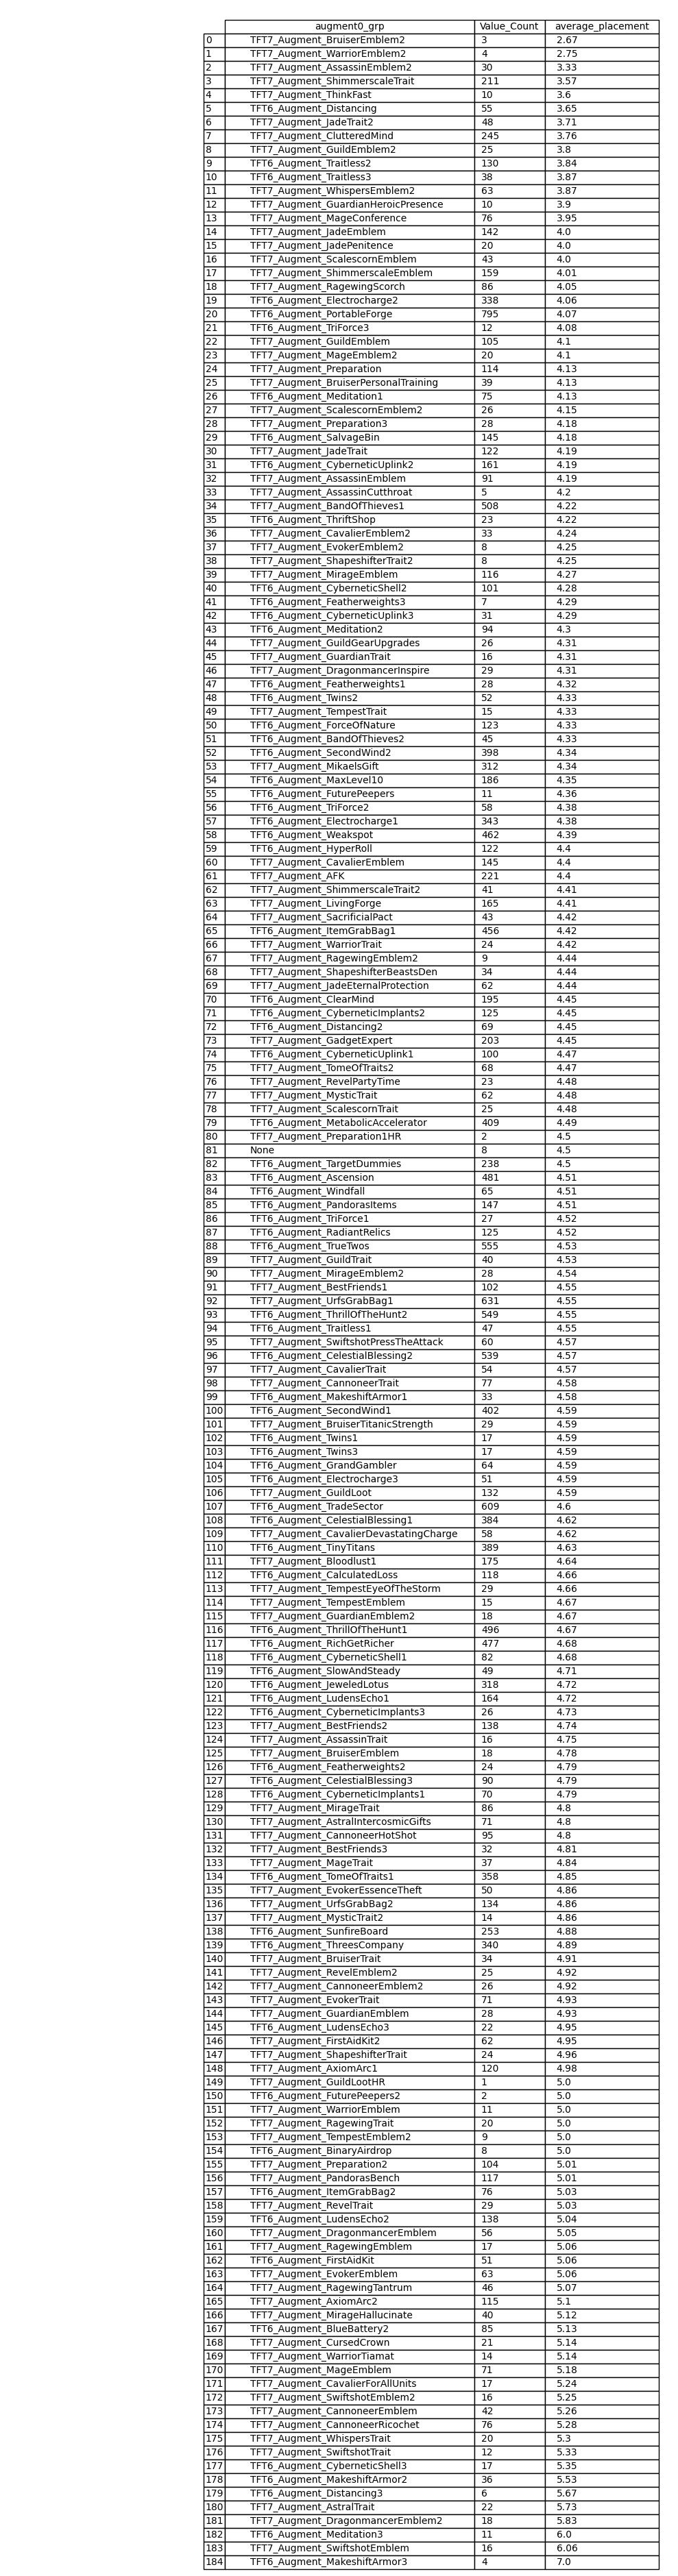 augment0_grp Value_Count average_placement
0 TFT7_Augment_BruiserEmblem2 3 2.67
1 TFT7_Augment_WarriorEmblem2 4 2.75
2 TFT7_Augment_AssassinEmblem2 30 3.33
3 TFT7_Augment_ShimmerscaleTrait 211 3.57
4 TFT7_Augment_ThinkFast 10 3.6
5 TFT6_Augment_Distancing 55 3.65
6 TFT7_Augment_JadeTrait2 48 3.71
7 TFT7_Augment_ClutteredMind 245 3.76
8 TFT7_Augment_GuildEmblem2 25 3.8
9 TFT6_Augment_Traitless2 130 3.84
10 TFT6_Augment_Traitless3 38 3.87
11 TFT7_Augment_WhispersEmblem2 63 3.87
12 TFT7_Augment_GuardianHeroicPresence 10 3.9
13 TFT7_Augment_MageConference 76 3.95
14 TFT7_Augment_JadeEmblem 142 4.0
15 TFT7_Augment_JadePenitence 20 4.0
16 TFT7_Augment_ScalescornEmblem 43 4.0
17 TFT7_Augment_ShimmerscaleEmblem 159 4.01
18 TFT7_Augment_RagewingScorch 86 4.05
19 TFT6_Augment_Electrocharge2 338 4.06
20 TFT6_Augment_PortableForge 795 4.07
21 TFT6_Augment_TriForce3 12 4.08
22 TFT7_Augment_GuildEmblem 105 4.1
23 TFT7_Augment_MageEmblem2 20 4.1
24 TFT7_Augment_Preparation 114 4.13
25 TFT7_Augment_BruiserPersonalTraining 39 4.13
26 TFT6_Augment_Meditation1 75 4.13
27 TFT7_Augment_ScalescornEmblem2 26 4.15
28 TFT7_Augment_Preparation3 28 4.18
29 TFT6_Augment_SalvageBin 145 4.18
30 TFT7_Augment_JadeTrait 122 4.19
31 TFT6_Augment_CyberneticUplink2 161 4.19
32 TFT7_Augment_AssassinEmblem 91 4.19
33 TFT7_Augment_AssassinCutthroat 5 4.2
34 TFT7_Augment_BandOfThieves1 508 4.22
35 TFT6_Augment_ThriftShop 23 4.22
36 TFT7_Augment_CavalierEmblem2 33 4.24
37 TFT7_Augment_EvokerEmblem2 8 4.25
38 TFT7_Augment_ShapeshifterTrait2 8 4.25
39 TFT7_Augment_MirageEmblem 116 4.27
40 TFT6_Augment_CyberneticShell2 101 4.28
41 TFT6_Augment_Featherweights3 7 4.29
42 TFT6_Augment_CyberneticUplink3 31 4.29
43 TFT6_Augment_Meditation2 94 4.3
44 TFT7_Augment_GuildGearUpgrades 26 4.31
45 TFT7_Augment_GuardianTrait 16 4.31
46 TFT7_Augment_DragonmancerInspire 29 4.31
47 TFT6_Augment_Featherweights1 28 4.32
48 TFT6_Augment_Twins2 52 4.33
49 TFT7_Augment_TempestTrait 15 4.33
50 TFT6_Augment_ForceOfNature 123 4.33
51 TFT6_Augment_BandOfThieves2 45 4.33
52 TFT6_Augment_SecondWind2 398 4.34
53 TFT7_Augment_MikaelsGift 312 4.34
54 TFT6_Augment_MaxLevel10 186 4.35
55 TFT7_Augment_FuturePeepers 11 4.36
56 TFT6_Augment_TriForce2 58 4.38
57 TFT6_Augment_Electrocharge1 343 4.38
58 TFT6_Augment_Weakspot 462 4.39
59 TFT6_Augment_HyperRoll 122 4.4
60 TFT7_Augment_CavalierEmblem 145 4.4
61 TFT7_Augment_AFK 221 4.4
62 TFT7_Augment_ShimmerscaleTrait2 41 4.41
63 TFT7_Augment_LivingForge 165 4.41
64 TFT7_Augment_SacrificialPact 43 4.42
65 TFT6_Augment_ItemGrabBag1 456 4.42
66 TFT7_Augment_WarriorTrait 24 4.42
67 TFT7_Augment_RagewingEmblem2 9 4.44
68 TFT7_Augment_ShapeshifterBeastsDen 34 4.44
69 TFT7_Augment_JadeEternalProtection 62 4.44
70 TFT6_Augment_ClearMind 195 4.45
71 TFT6_Augment_CyberneticImplants2 125 4.45
72 TFT6_Augment_Distancing2 69 4.45
73 TFT7_Augment_GadgetExpert 203 4.45
74 TFT6_Augment_CyberneticUplink1 100 4.47
75 TFT7_Augment_TomeOfTraits2 68 4.47
76 TFT7_Augment_RevelPartyTime 23 4.48
77 TFT7_Augment_MysticTrait 62 4.48
78 TFT7_Augment_ScalescornTrait 25 4.48
79 TFT6_Augment_MetabolicAccelerator 409 4.49
80 TFT7_Augment_Preparation1HR 2 4.5
81 None 8 4.5
82 TFT6_Augment_TargetDummies 238 4.5
83 TFT6_Augment_Ascension 481 4.51
84 TFT6_Augment_Windfall 65 4.51
85 TFT6_Augment_PandorasItems 147 4.51
86 TFT6_Augment_TriForce1 27 4.52
87 TFT6_Augment_RadiantRelics 125 4.52
88 TFT6_Augment_TrueTwos 555 4.53
89 TFT7_Augment_GuildTrait 40 4.53
90 TFT7_Augment_MirageEmblem2 28 4.54
91 TFT7_Augment_BestFriends1 102 4.55
92 TFT7_Augment_UrfsGrabBag1 631 4.55
93 TFT6_Augment_ThrillOfTheHunt2 549 4.55
94 TFT6_Augment_Traitless1 47 4.55
95 TFT7_Augment_SwiftshotPressTheAttack 60 4.57
96 TFT6_Augment_CelestialBlessing2 539 4.57
97 TFT7_Augment_CavalierTrait 54 4.57
98 TFT7_Augment_CannoneerTrait 77 4.58
99 TFT6_Augment_MakeshiftArmor1 33 4.58
100 TFT6_Augment_SecondWind1 402 4.59
101 TFT7_Augment_BruiserTitanicStrength 29 4.59
102 TFT6_Augment_Twins1 17 4.59
103 TFT6_Augment_Twins3 17 4.59
104 TFT6_Augment_GrandGambler 64 4.59
105 TFT6_Augment_Electrocharge3 51 4.59
106 TFT7_Augment_GuildLoot 132 4.59
107 TFT6_Augment_TradeSector 609 4.6
108 TFT6_Augment_CelestialBlessing1 384 4.62
109 TFT7_Augment_CavalierDevastatingCharge 58 4.62
110 TFT6_Augment_TinyTitans 389 4.63
111 TFT7_Augment_Bloodlust1 175 4.64
112 TFT6_Augment_CalculatedLoss 118 4.66
113 TFT7_Augment_TempestEyeOfTheStorm 29 4.66
114 TFT7_Augment_TempestEmblem 15 4.67
115 TFT7_Augment_GuardianEmblem2 18 4.67
116 TFT6_Augment_ThrillOfTheHunt1 496 4.67
117 TFT6_Augment_RichGetRicher 477 4.68
118 TFT6_Augment_CyberneticShell1 82 4.68
119 TFT6_Augment_SlowAndSteady 49 4.71
120 TFT6_Augment_JeweledLotus 318 4.72
121 TFT6_Augment_LudensEcho1 164 4.72
122 TFT6_Augment_CyberneticImplants3 26 4.73
123 TFT7_Augment_BestFriends2 138 4.74
124 TFT7_Augment_AssassinTrait 16 4.75
125 TFT7_Augment_BruiserEmblem 18 4.78
126 TFT6_Augment_Featherweights2 24 4.79
127 TFT6_Augment_CelestialBlessing3 90 4.79
128 TFT6_Augment_CyberneticImplants1 70 4.79
129 TFT7_Augment_MirageTrait 86 4.8
130 TFT7_Augment_AstralIntercosmicGifts 71 4.8
131 TFT7_Augment_CannoneerHotShot 95 4.8
132 TFT7_Augment_BestFriends3 32 4.81
133 TFT7_Augment_MageTrait 37 4.84
134 TFT6_Augment_TomeOfTraits1 358 4.85
135 TFT7_Augment_EvokerEssenceTheft 50 4.86
136 TFT7_Augment_UrfsGrabBag2 134 4.86
137 TFT7_Augment_MysticTrait2 14 4.86
138 TFT6_Augment_SunfireBoard 253 4.88
139 TFT6_Augment_ThreesCompany 340 4.89
140 TFT7_Augment_BruiserTrait 34 4.91
141 TFT7_Augment_RevelEmblem2 25 4.92
142 TFT7_Augment_CannoneerEmblem2 26 4.92
143 TFT7_Augment_EvokerTrait 71 4.93
144 TFT7_Augment_GuardianEmblem 28 4.93
145 TFT6_Augment_LudensEcho3 22 4.95
146 TFT7_Augment_FirstAidKit2 62 4.95
147 TFT7_Augment_ShapeshifterTrait 24 4.96
148 TFT7_Augment_AxiomArc1 120 4.98
149 TFT7_Augment_GuildLootHR 1 5.0
150 TFT7_Augment_FuturePeepers2 2 5.0
151 TFT7_Augment_WarriorEmblem 11 5.0
152 TFT7_Augment_RagewingTrait 20 5.0
153 TFT7_Augment_TempestEmblem2 9 5.0
154 TFT6_Augment_BinaryAirdrop 8 5.0
155 TFT7_Augment_Preparation2 104 5.01
156 TFT7_Augment_PandorasBench 117 5.01
157 TFT6_Augment_ItemGrabBag2 76 5.03
158 TFT7_Augment_RevelTrait 29 5.03
159 TFT6_Augment_LudensEcho2 138 5.04
160 TFT7_Augment_DragonmancerEmblem 56 5.05
161 TFT7_Augment_RagewingEmblem 17 5.06
162 TFT6_Augment_FirstAidKit 51 5.06
163 TFT7_Augment_EvokerEmblem 63 5.06
164 TFT7_Augment_RagewingTantrum 46 5.07
165 TFT7_Augment_AxiomArc2 115 5.1
166 TFT7_Augment_MirageHallucinate 40 5.12
167 TFT6_Augment_BlueBattery2 85 5.13
168 TFT7_Augment_CursedCrown 21 5.14
169 TFT7_Augment_WarriorTiamat 14 5.14
170 TFT7_Augment_MageEmblem 71 5.18
171 TFT7_Augment_CavalierForAllUnits 17 5.24
172 TFT7_Augment_SwiftshotEmblem2 16 5.25
173 TFT7_Augment_CannoneerEmblem 42 5.26
174 TFT7_Augment_CannoneerRicochet 76 5.28
175 TFT7_Augment_WhispersTrait 20 5.3
176 TFT7_Augment_SwiftshotTrait 12 5.33
177 TFT6_Augment_CyberneticShell3 17 5.35
178 TFT6_Augment_MakeshiftArmor2 36 5.53
179 TFT6_Augment_Distancing3 6 5.67
180 TFT7_Augment_AstralTrait 22 5.73
181 TFT7_Augment_DragonmancerEmblem2 18 5.83
182 TFT6_Augment_Meditation3 11 6.0
183 TFT7_Augment_SwiftshotEmblem 16 6.06
184 TFT6_Augment_MakeshiftArmor3 4 7.0